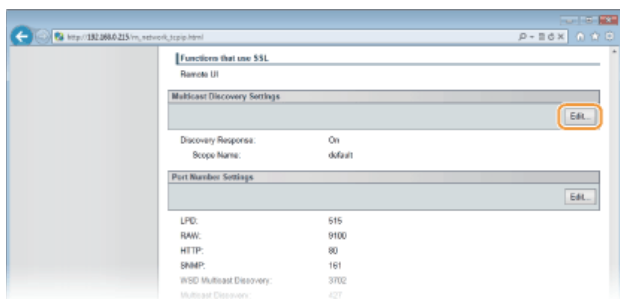 http://192.168.0.215/m_network_tcpip.html
Functions that use SSL
Remote UI
Multicast Discovery Settings
Edit...
Discovery Response: On
Scope Name: default
Port Number Settings
Edit...
LPD: 515
RAW: 9100
HTTP: 80
SNMP: 161
WSD Multicast Discovery: 3702
Multicast Discovery: 427